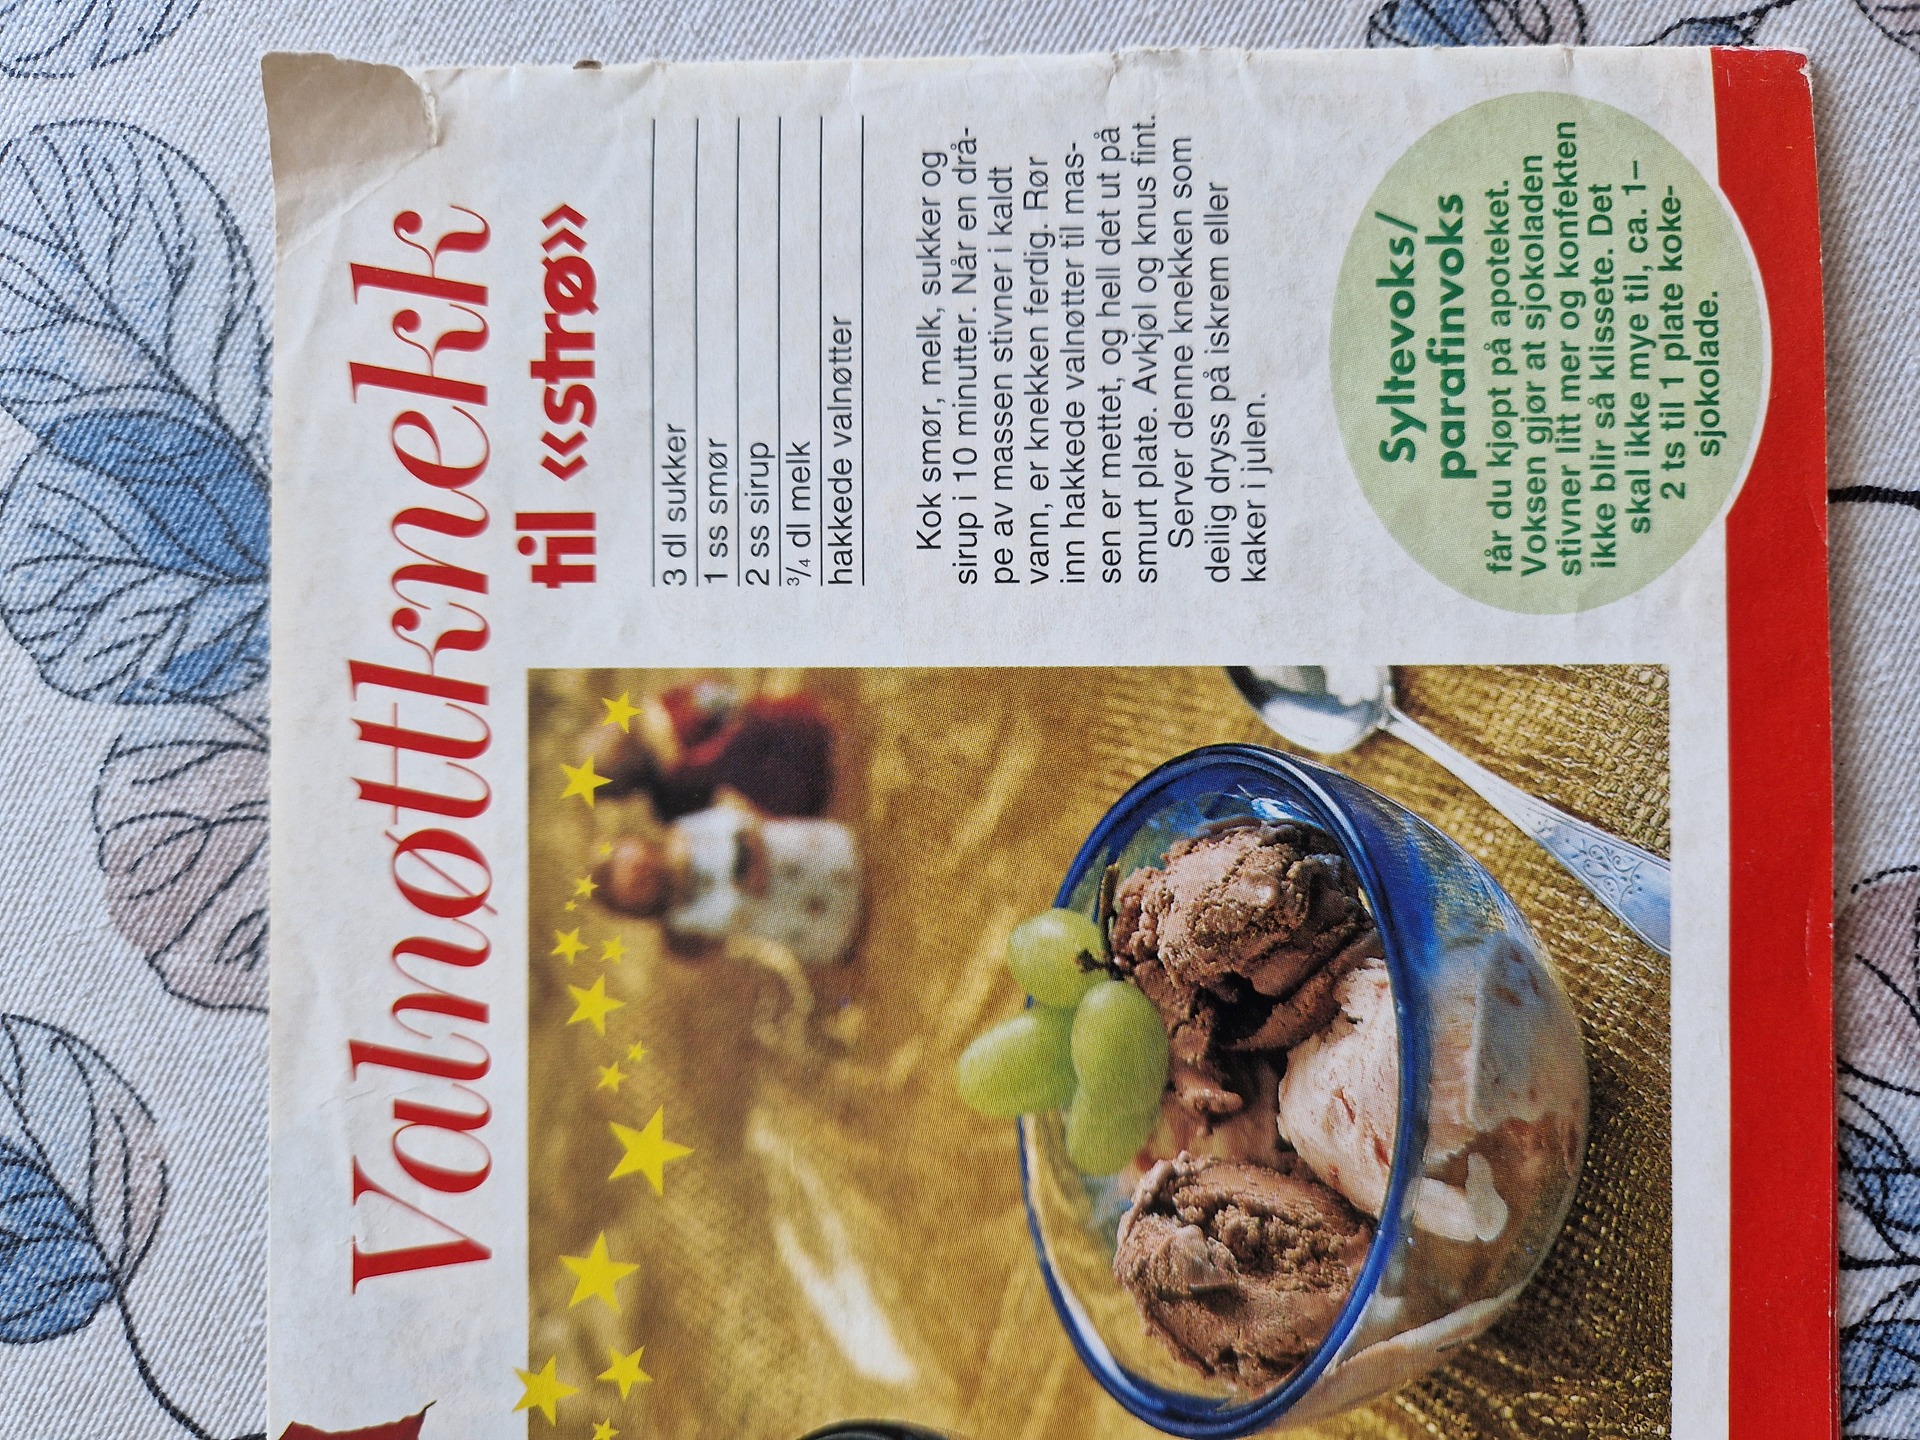 Valnøttknekk
til «strø»
3 dl sukker
1 ss smør
2 ss sirup
3/4 dl melk
hakkede valnøtter
Kok smør, melk, sukker og
sirup i 10 minutter. Når en drå-
pe av massen stivner i kaldt
vann, er knekken ferdig. Rør
inn hakkede valnøtter til mas-
sen er mettet, og hell det ut på
smurt plate. Avkjøl og knus fint.
Server denne knekken som
deilig dryss på iskrem eller
kaker i julen.
Syltevoks/
parafinvoks
får du kjøpt på apoteket.
Voksen gjør at sjokoladen
stivner litt mer og konfekten
ikke blir så klissete. Det
skal ikke mye til, ca. 1–
2 ts til 1 plate koke-
sjokolade.